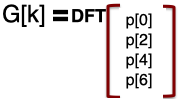 G[k] = DFT
p[0]
p[2]
p[4]
p[6]